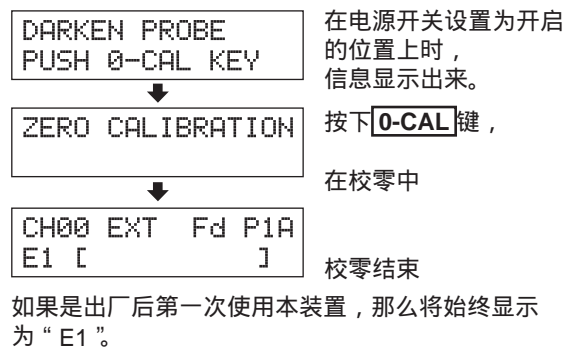 DARKEN PROBE
PUSH 0-CAL KEY
在电源开关设置为开启
的位置上时，
信息显示出来。
ZERO CALIBRATION
按下0-CAL键，
在校零中
CH00 EXT Fd P1A
E1 [ ]
校零结束
如果是出厂后第一次使用本装置，那么将始终显示
为“E1”。